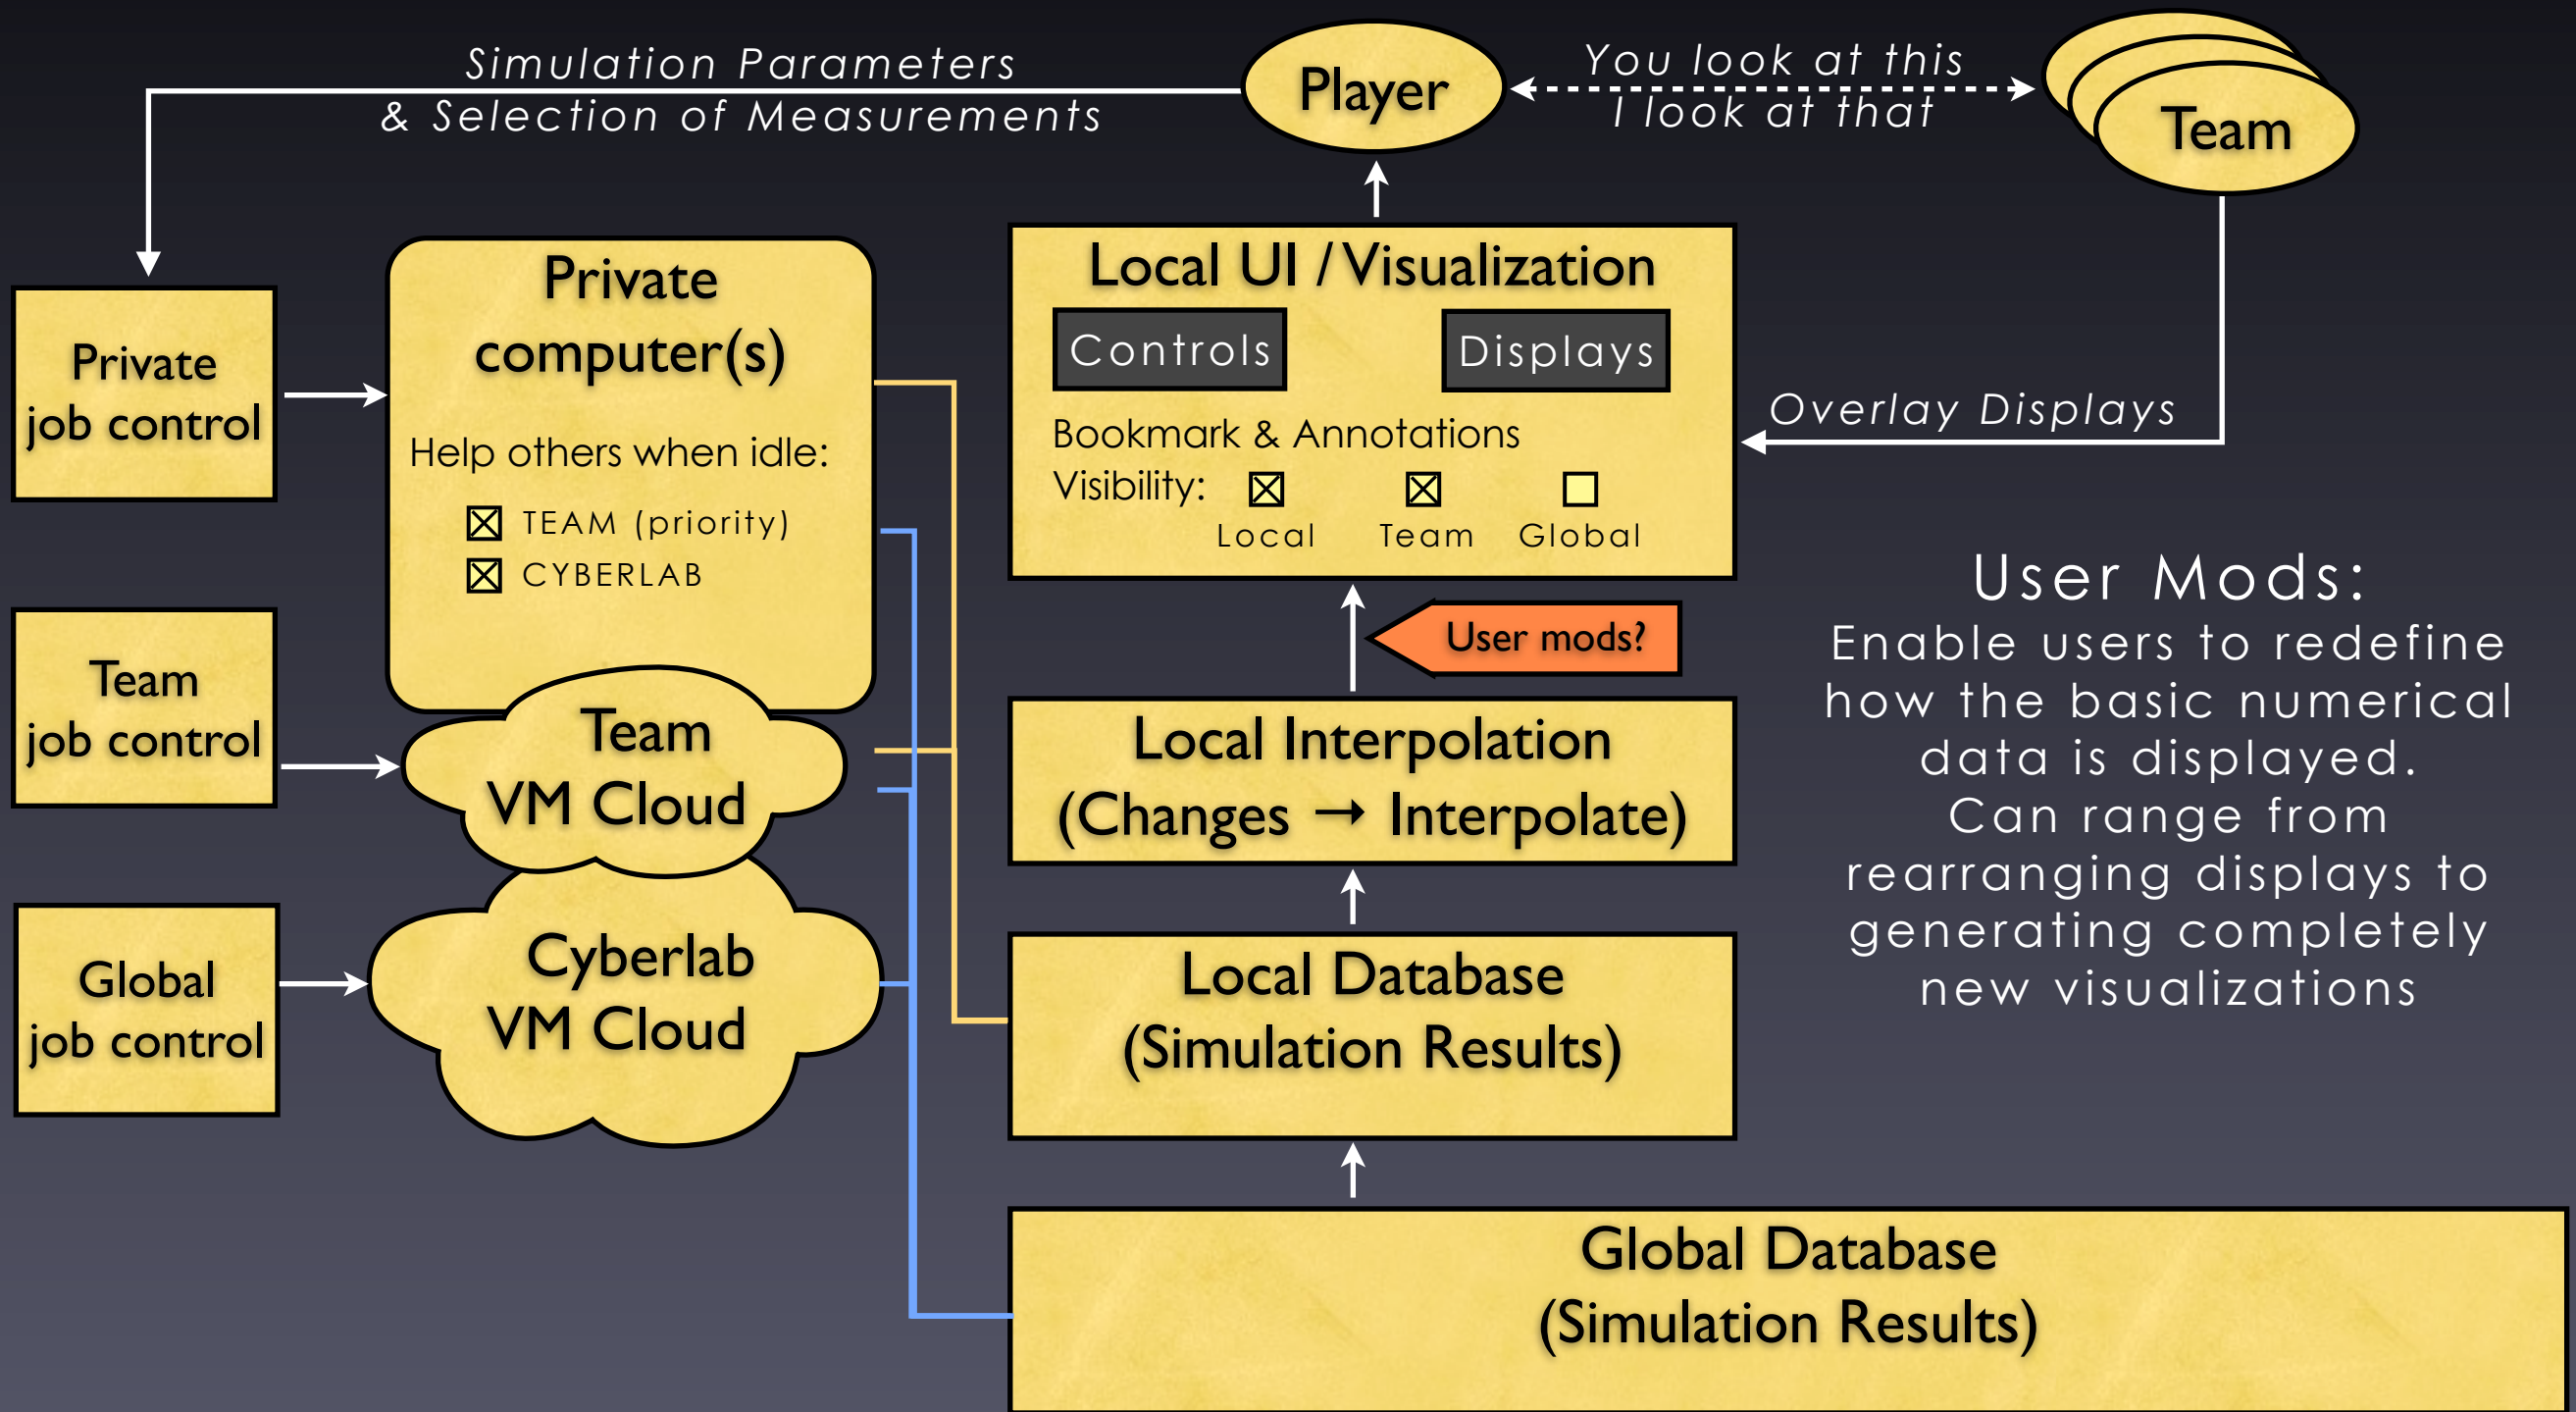 Simulation Parameters
& Selection of Measurements
Player
You look at this
I look at that
Team
Private
job control
Private
computer(s)
Help others when idle:
TEAM (priority)
CYBERLAB
Local UI / Visualization
Controls
Displays
Bookmark & Annotations
Visibility:
Local
Team
Global
Overlay Displays
User mods?
User Mods:
Enable users to redefine
how the basic numerical
data is displayed.
Can range from
rearranging displays to
generating completely
new visualizations
Team
job control
Team
VM Cloud
Local Interpolation
(Changes → Interpolate)
Global
job control
Cyberlab
VM Cloud
Local Database
(Simulation Results)
Global Database
(Simulation Results)